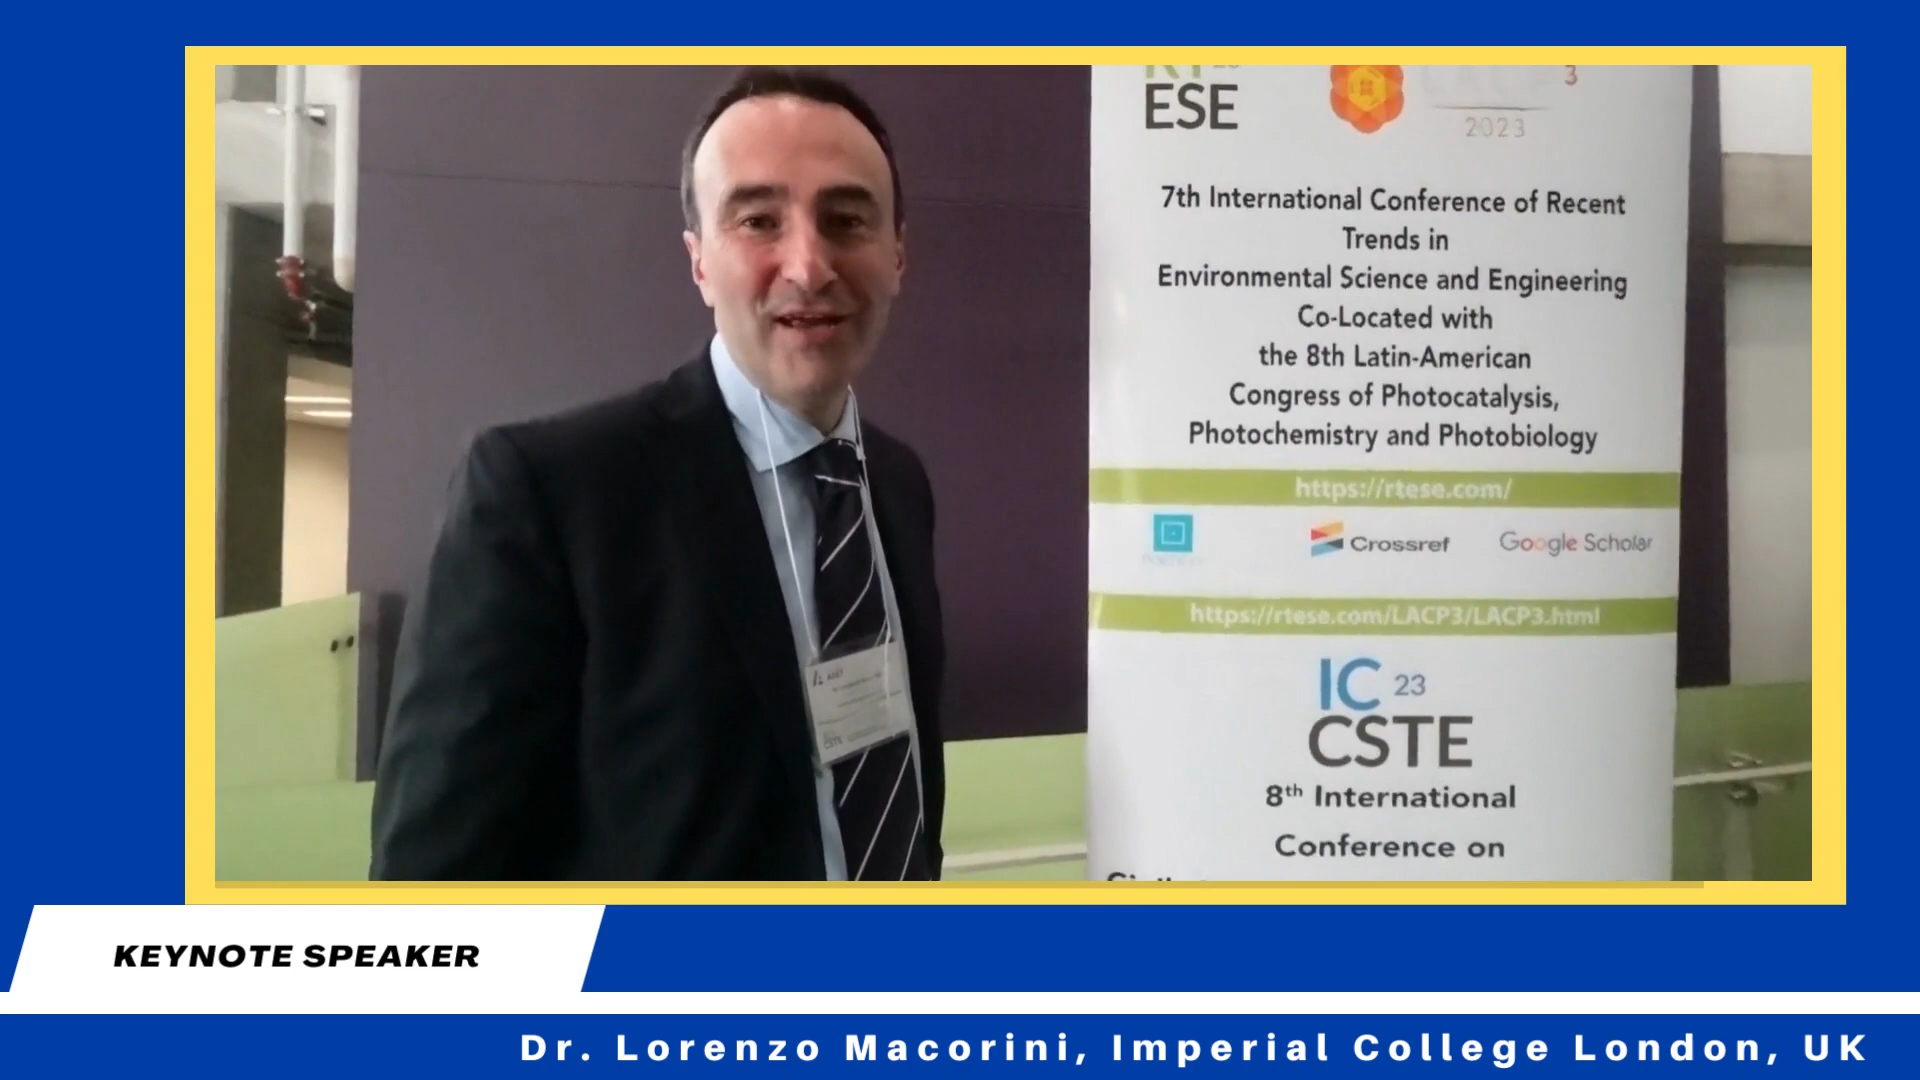 ESE
3
2023
7th International Conference of Recent
Trends in
Environmental Science and Engineering
Co-Located with
the 8th Latin-American
Congress of Photocatalysis,
Photochemistry and Photobiology
https://rtese.com/
Crossref
Google Scholar
https://rtese.com/LACP3/LACP3.html
IC 23
CSTE
8th International
Conference on
CSTE
KEYNOTE SPEAKER
Dr. Lorenzo Macorini, Imperial College London, UK